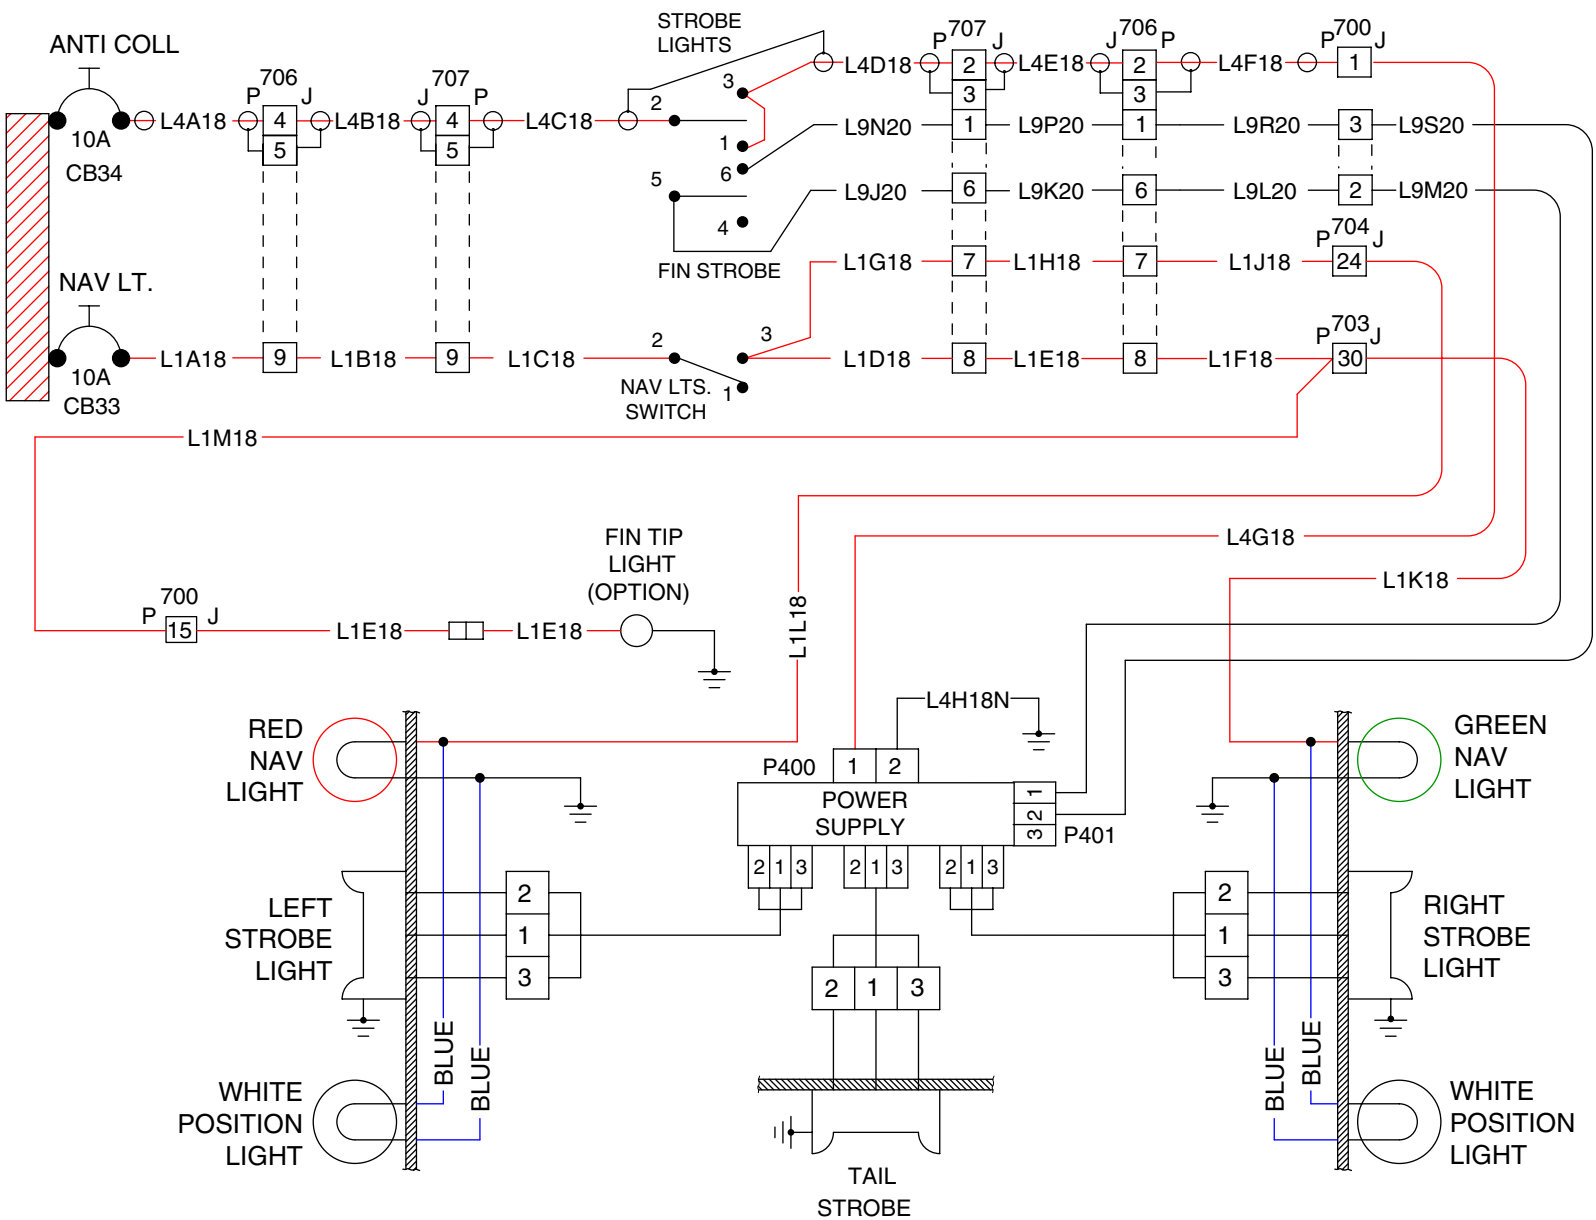 ANTI COLL
10A
CB34
L4A18
P 706 J
4
5
L4B18
J 707 P
4
5
L4C18
STROBE
LIGHTS
2
3
1
6
5
4
FIN STROBE
L4D18
P 707 J
2
3
1
6
7
8
L4E18
J 706 P
2
3
1
6
7
8
L4F18
P 700 J
1
L9N20
L9P20
L9R20
3
L9S20
L9J20
L9K20
L9L20
2
L9M20
L1G18
L1H18
L1J18
P 704 J
24
NAV LT.
10A
CB33
L1A18
9
L1B18
9
L1C18
2
3
1
NAV LTS.
SWITCH
L1D18
L1E18
L1F18
P 703 J
30
L1M18
L4G18
L1K18
L1L18
P 700 J
15
L1E18
L1E18
FIN TIP
LIGHT
(OPTION)
L4H18N
P400
1 2
POWER
SUPPLY
1
2
3
P401
2 1 3
2 1 3
2 1 3
RED
NAV
LIGHT
LEFT
STROBE
LIGHT
2
1
3
BLUE
BLUE
WHITE
POSITION
LIGHT
2 1 3
TAIL
STROBE
GREEN
NAV
LIGHT
2
1
3
RIGHT
STROBE
LIGHT
BLUE
BLUE
WHITE
POSITION
LIGHT